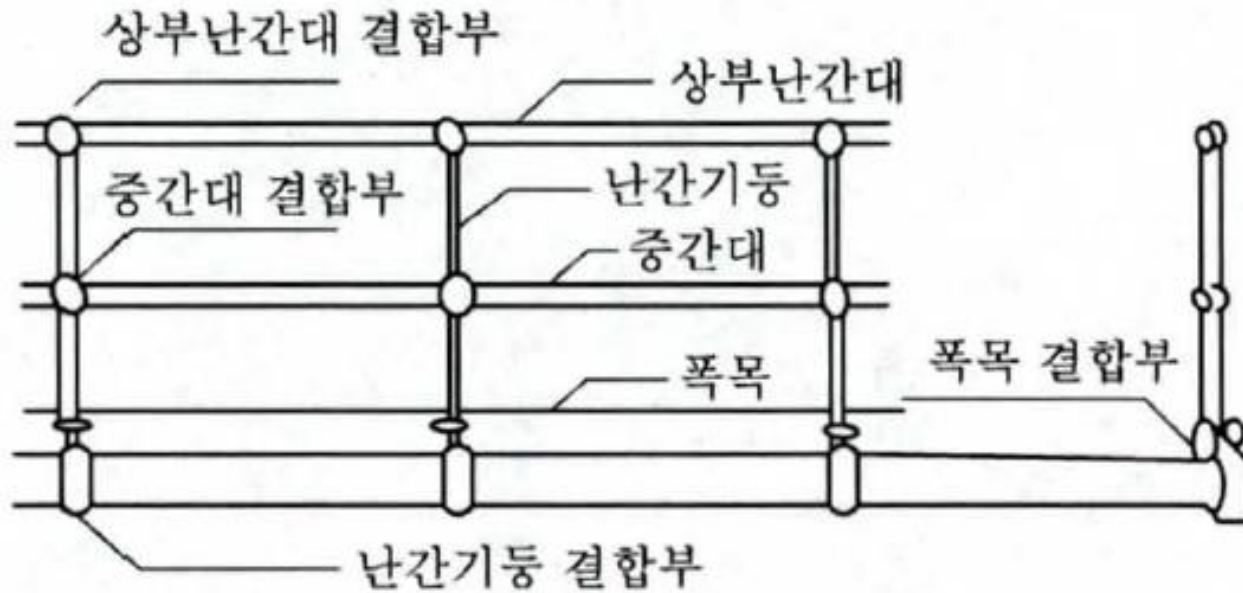 상부난간대 결합부
상부난간대
중간대 결합부
난간기둥
중간대
폭목
폭목 결합부
난간기둥 결합부